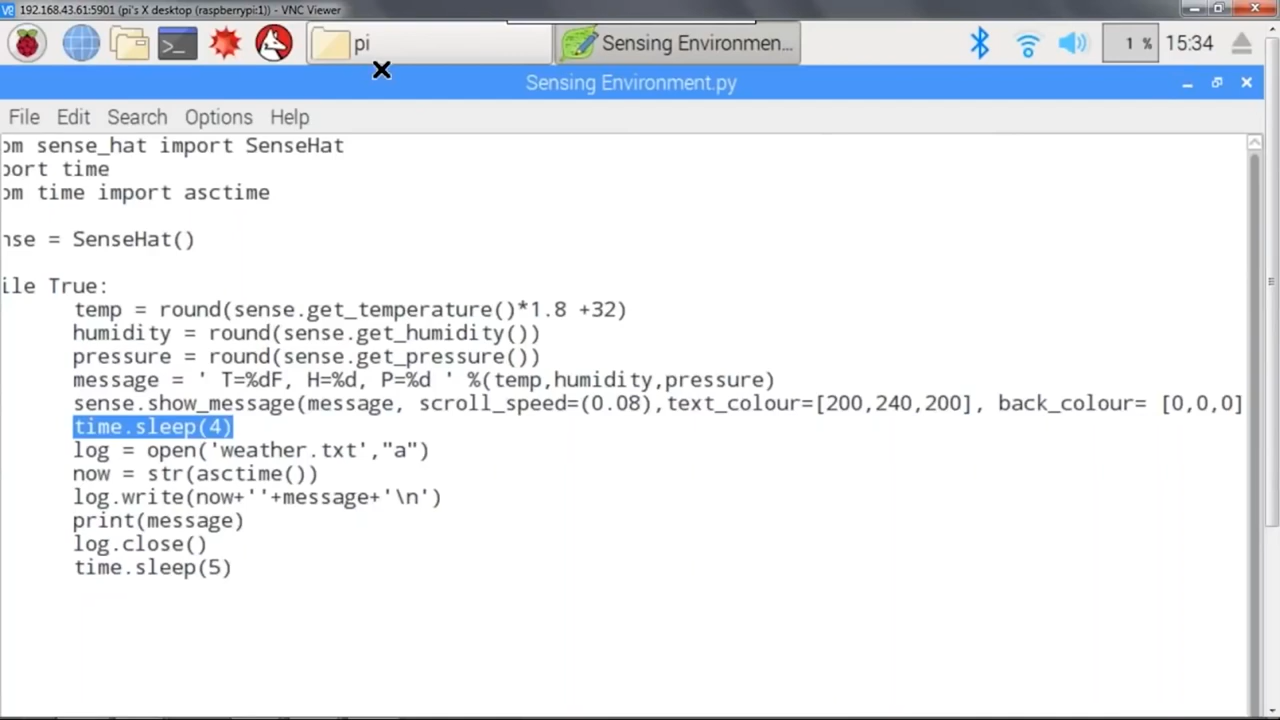 192.168.43.61:5901 (pi's X desktop (raspberrypi:1)) - VNC Viewer
pi
Sensing Environmen...
1 %
15:34
Sensing Environment.py
File Edit Search Options Help
om sense_hat import SenseHat
port time
om time import asctime
nse = SenseHat()
ile True:
temp = round(sense.get_temperature()*1.8 +32)
humidity = round(sense.get_humidity())
pressure = round(sense.get_pressure())
message = ' T=%dF, H=%d, P=%d ' %(temp,humidity,pressure)
sense.show_message(message, scroll_speed=(0.08),text_colour=[200,240,200], back_colour= [0,0,0]
time.sleep(4)
log = open('weather.txt',"a")
now = str(asctime())
log.write(now+''+message+'\n')
print(message)
log.close()
time.sleep(5)